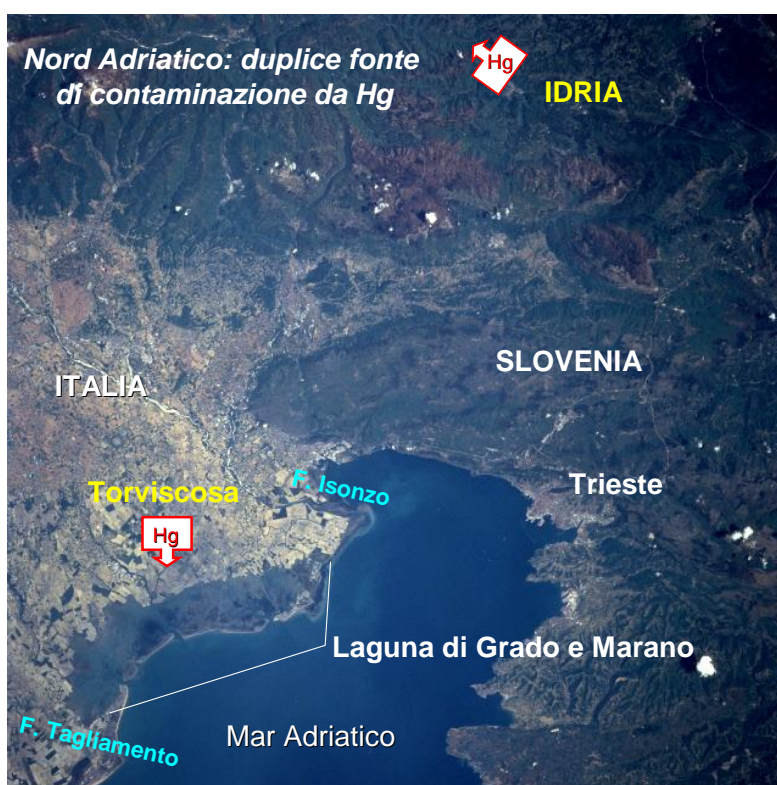 Nord Adriatico: duplice fonte
di contaminazione da Hg
Hg
IDRIA
SLOVENIA
ITALIA
Torviscosa
F. Isonzo
Trieste
Hg
Laguna di Grado e Marano
F. Tagliamento
Mar Adriatico